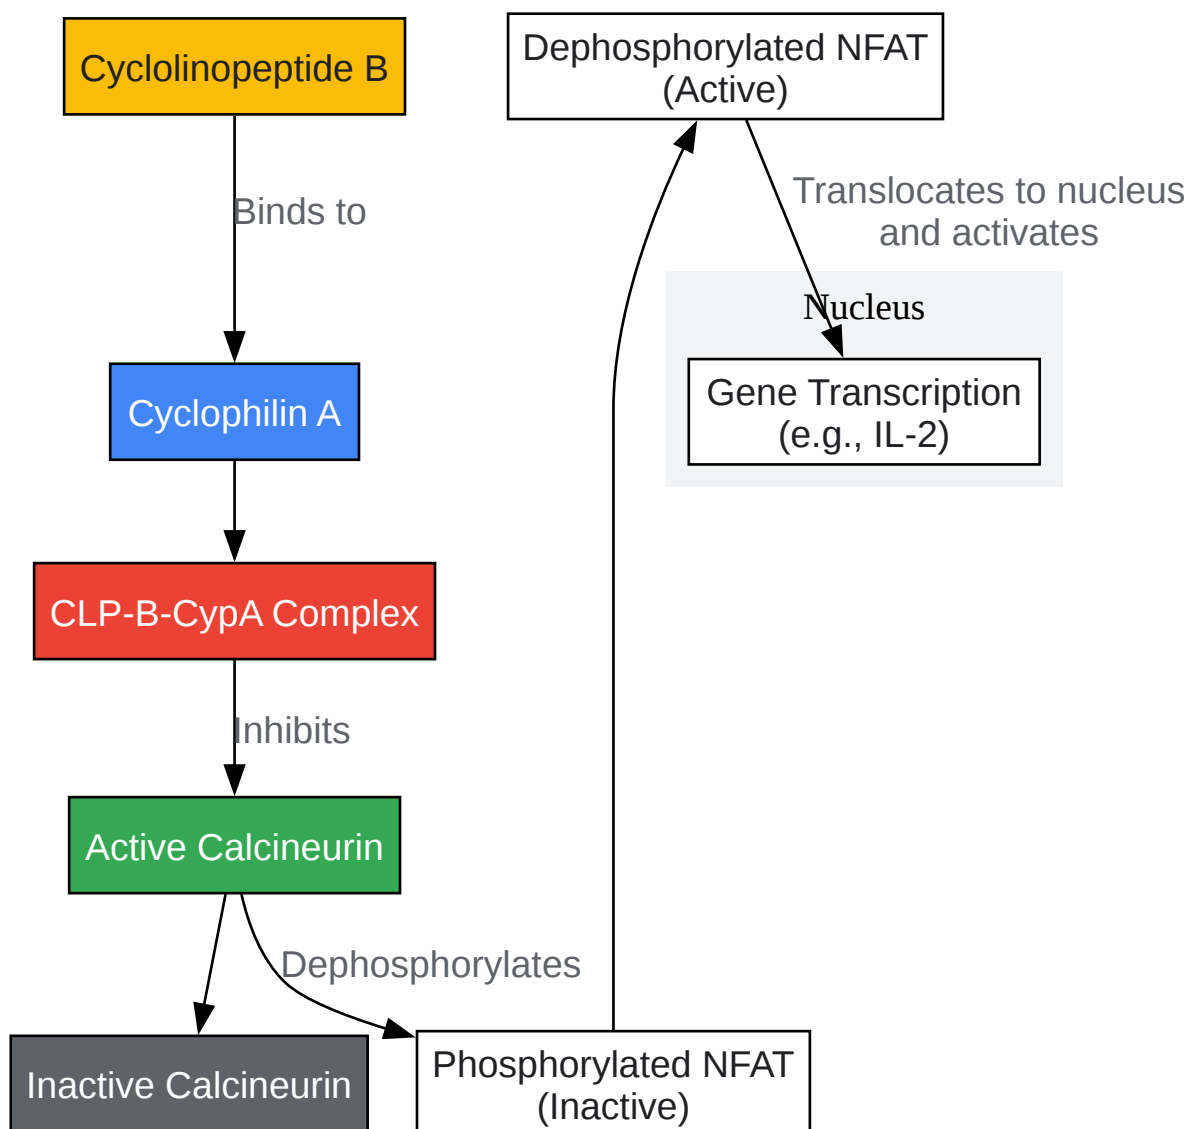 Cyclolinopeptide B
Binds to
Cyclophilin A
CLP-B-CypA Complex
Inhibits
Active Calcineurin
Dephosphorylates
Inactive Calcineurin
Phosphorylated NFAT
(Inactive)
Dephosphorylated NFAT
(Active)
Translocates to nucleus
and activates
Nucleus
Gene Transcription
(e.g., IL-2)